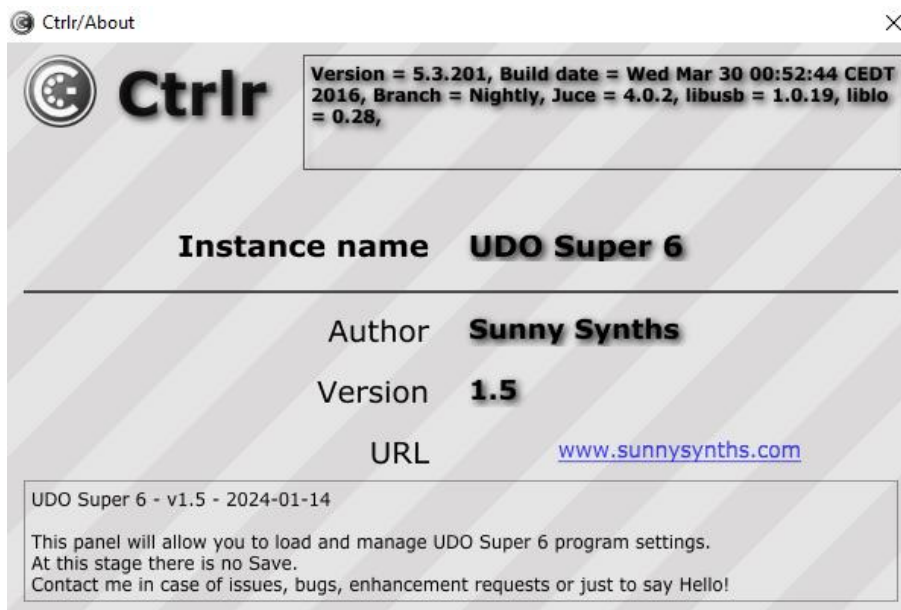 Ctrlr/About
Ctrlr
Version = 5.3.201, Build date = Wed Mar 30 00:52:44 CEDT
2016, Branch = Nightly, Juce = 4.0.2, libusb = 1.0.19, liblo
= 0.28,
Instance name UDO Super 6
Author Sunny Synths
Version 1.5
URL www.sunnysynths.com
UDO Super 6 - v1.5 - 2024-01-14
This panel will allow you to load and manage UDO Super 6 program settings.
At this stage there is no Save.
Contact me in case of issues, bugs, enhancement requests or just to say Hello!